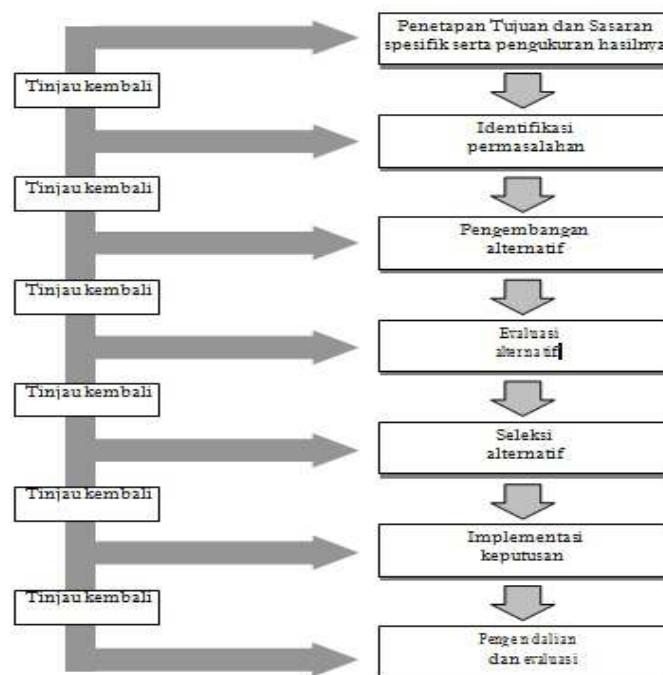 Penetapan Tujuan dan Sasaran
spesifik serta pengukuran hasilnya
Tinjau kembali
Identifikasi
permasalahan
Tinjau kembali
Pengembangan
alternatif
Tinjau kembali
Evaluasi
alternatif
Tinjau kembali
Seleksi
alternatif
Tinjau kembali
Implementasi
keputusan
Tinjau kembali
Pengendalian
dan evaluasi